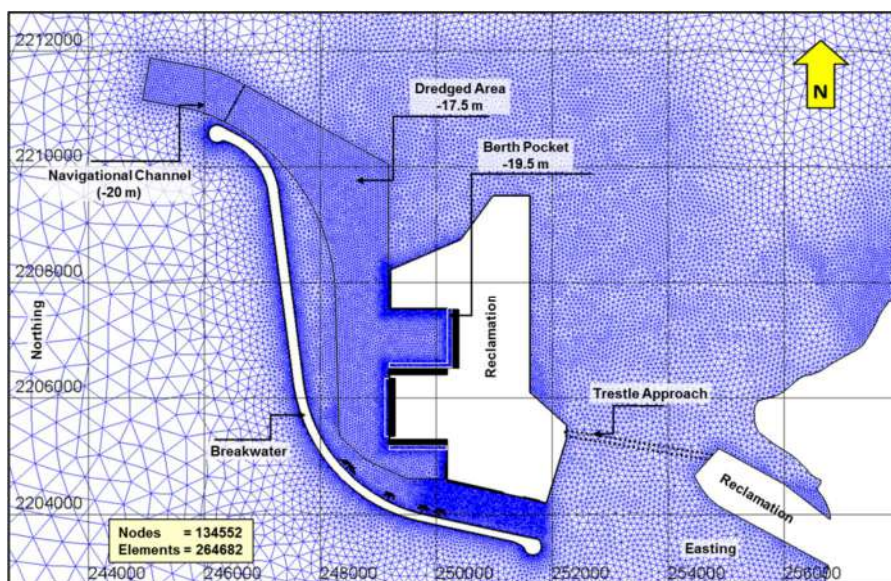 2212000
Dredged Area
-17.5 m
N
Berth Pocket
-19.5 m
2210000
Navigational Channel
(-20 m)
2208000
Northing
Reclamation
2206000
Trestle Approach
Breakwater
2204000
Reclamation
Nodes = 134552
Elements = 264682
Easting
244000
246000
248000
250000
252000
254000
256000